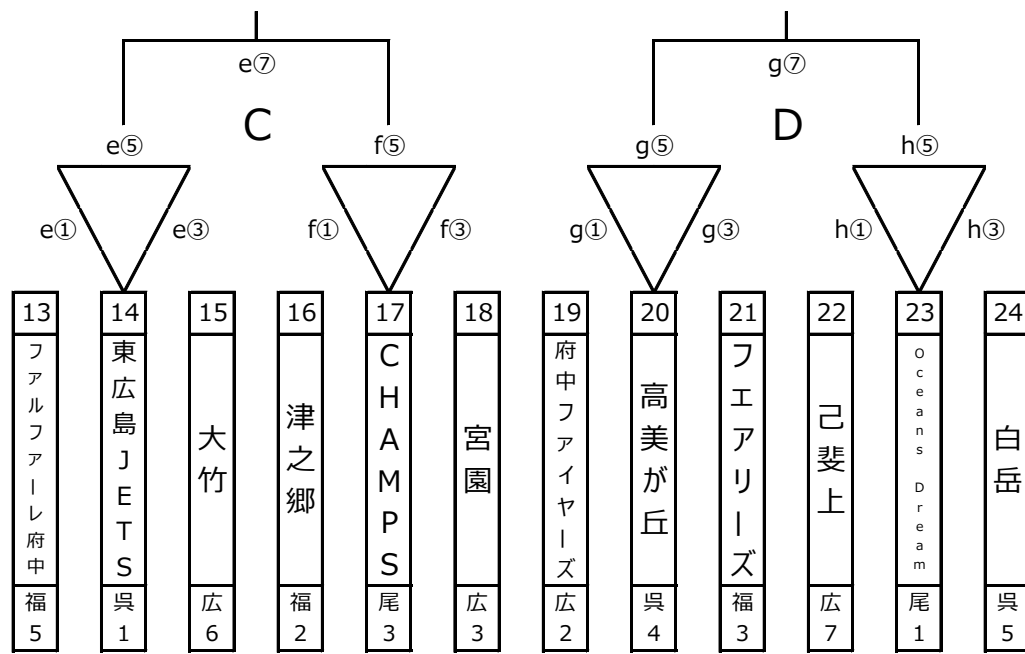 e⑦
g⑦
C
D
e⑤
f⑤
g⑤
h⑤
e①
e③
f①
f③
g①
g③
h①
h③
13
14
15
16
17
18
19
20
21
22
23
24
ファルファーレ府中
東広島JETS
大竹
津之郷
CHAMPS
宮園
府中ファイヤーズ
高美が丘
フェアリーズ
己斐上
Oceans Dream
白岳
福5
呉1
広6
福2
尾3
広3
広2
呉4
福3
広7
尾1
呉5